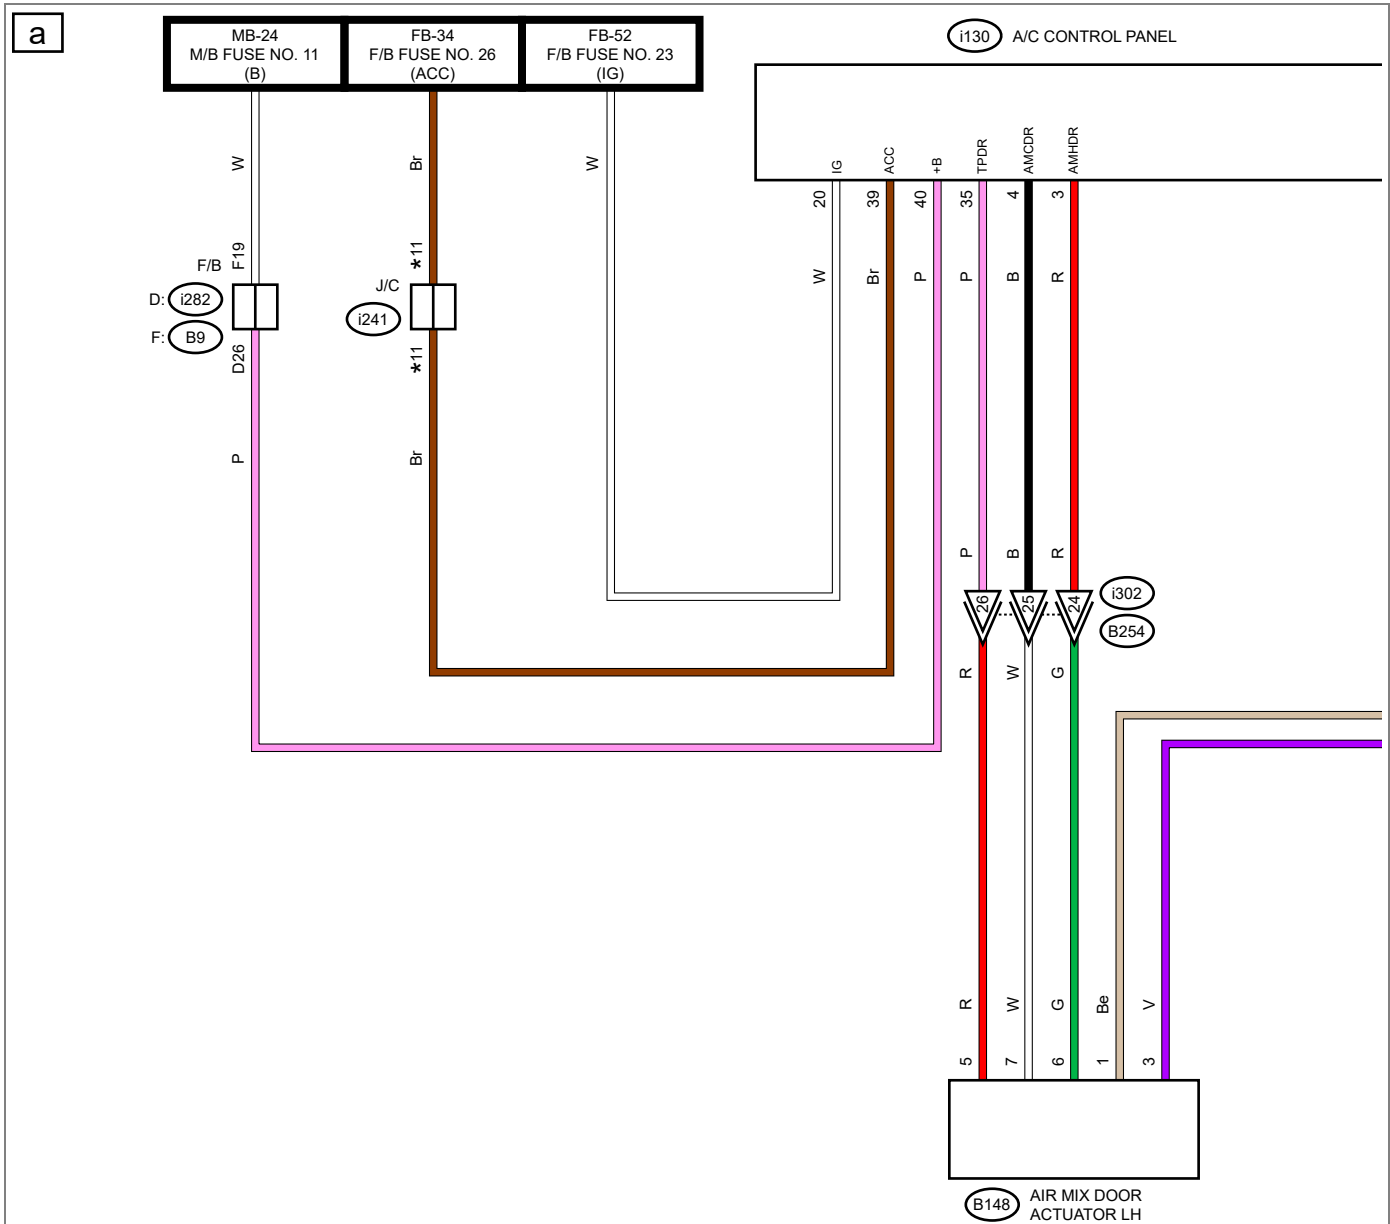 a
MB-24
M/B FUSE NO. 11
(B)
FB-34
F/B FUSE NO. 26
(ACC)
FB-52
F/B FUSE NO. 23
(IG)
i130 A/C CONTROL PANEL
IG
ACC
+B
TPDR
AMCDR
AMHDR
20
39
40
35
4
3
W
Br
W
W
Br
P
P
B
R
F19
F/B
D: i282
F: B9
D26
*11
J/C
i241
*11
P
Br
P
B
R
26
25
24
i302
B254
R
W
G
R
W
G
Be
V
5
7
6
1
3
B148
AIR MIX DOOR
ACTUATOR LH